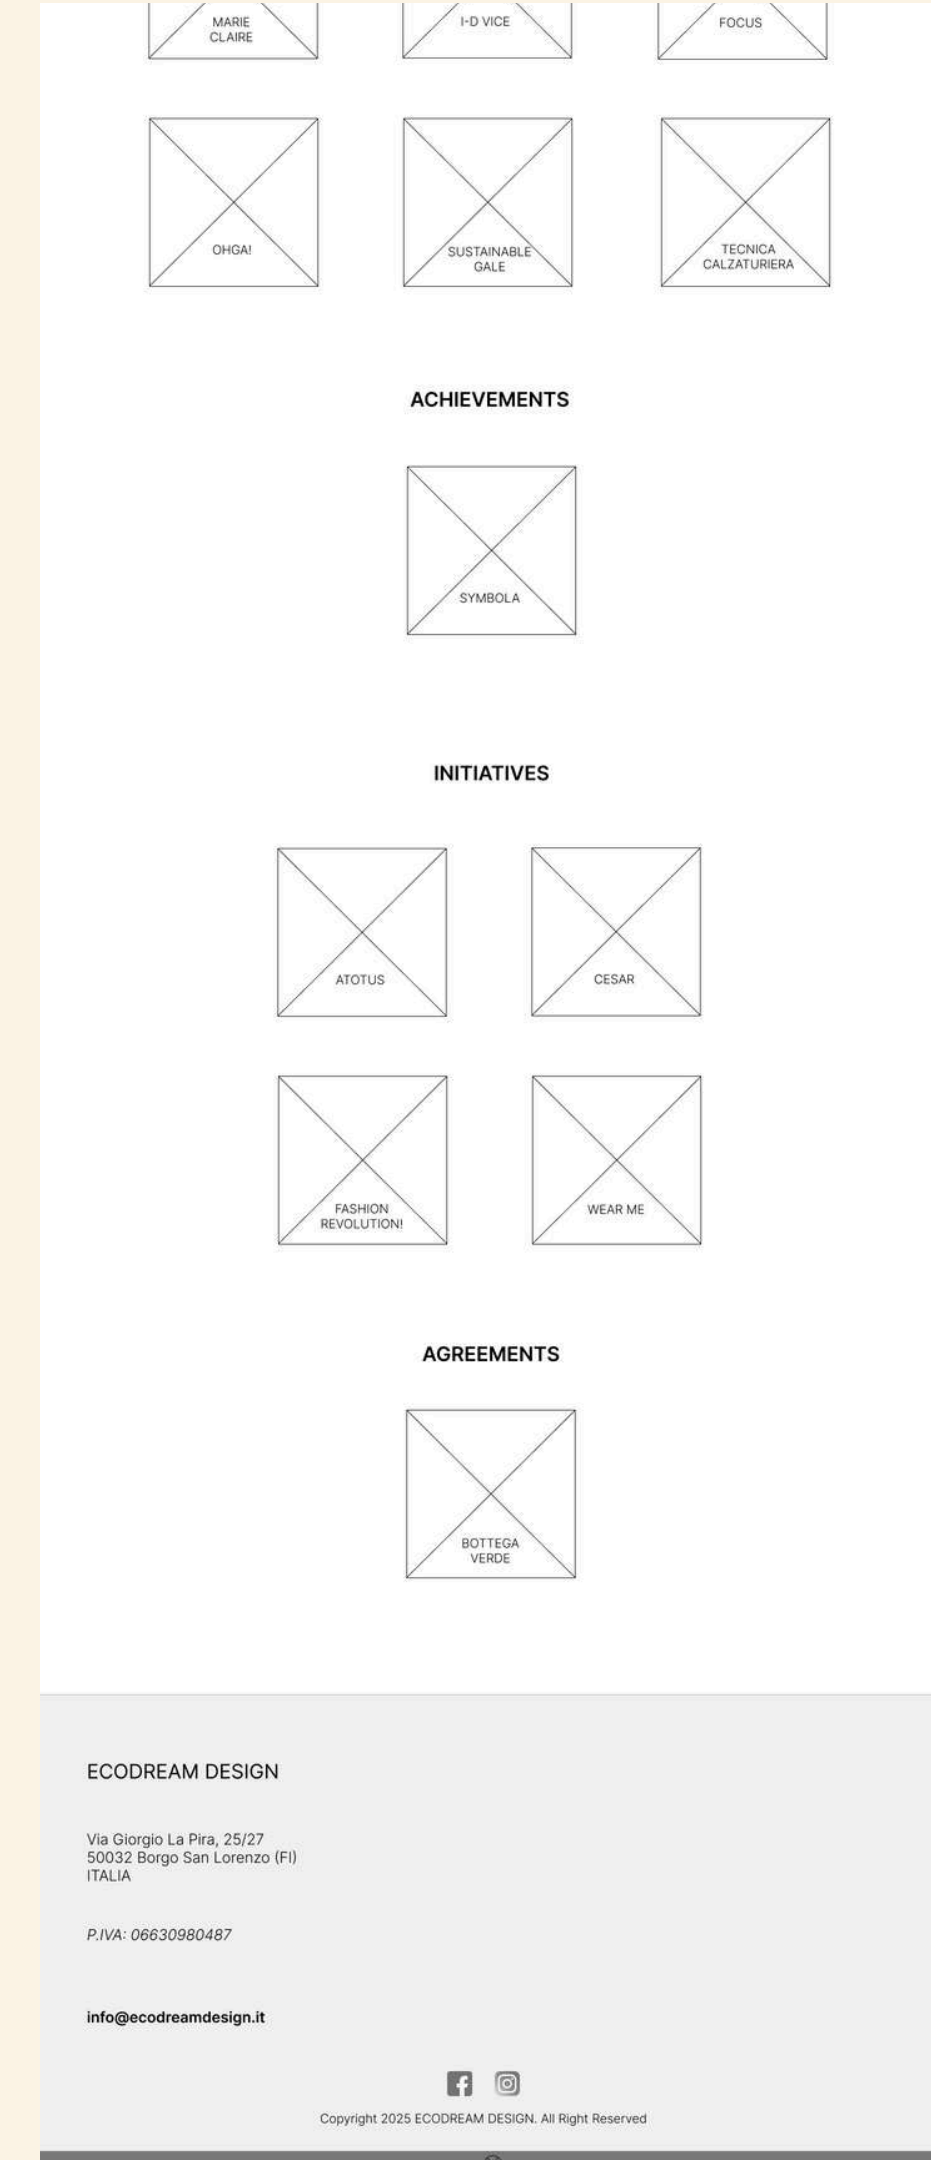 MARIE
CLAIRE
I-D VICE
FOCUS
OHGA!
SUSTAINABLE
GALE
TECNICA
CALZATURIERA
ACHIEVEMENTS
SYMBOLA
INITIATIVES
ATOTUS
CESAR
FASHION
REVOLUTION!
WEAR ME
AGREEMENTS
BOTTEGA
VERDE
ECODREAM DESIGN
Via Giorgio La Pira, 25/27
50032 Borgo San Lorenzo (FI)
ITALIA
P.IVA: 06630980487
info@ecodreamdesign.it
Copyright 2025 ECODREAM DESIGN. All Right Reserved